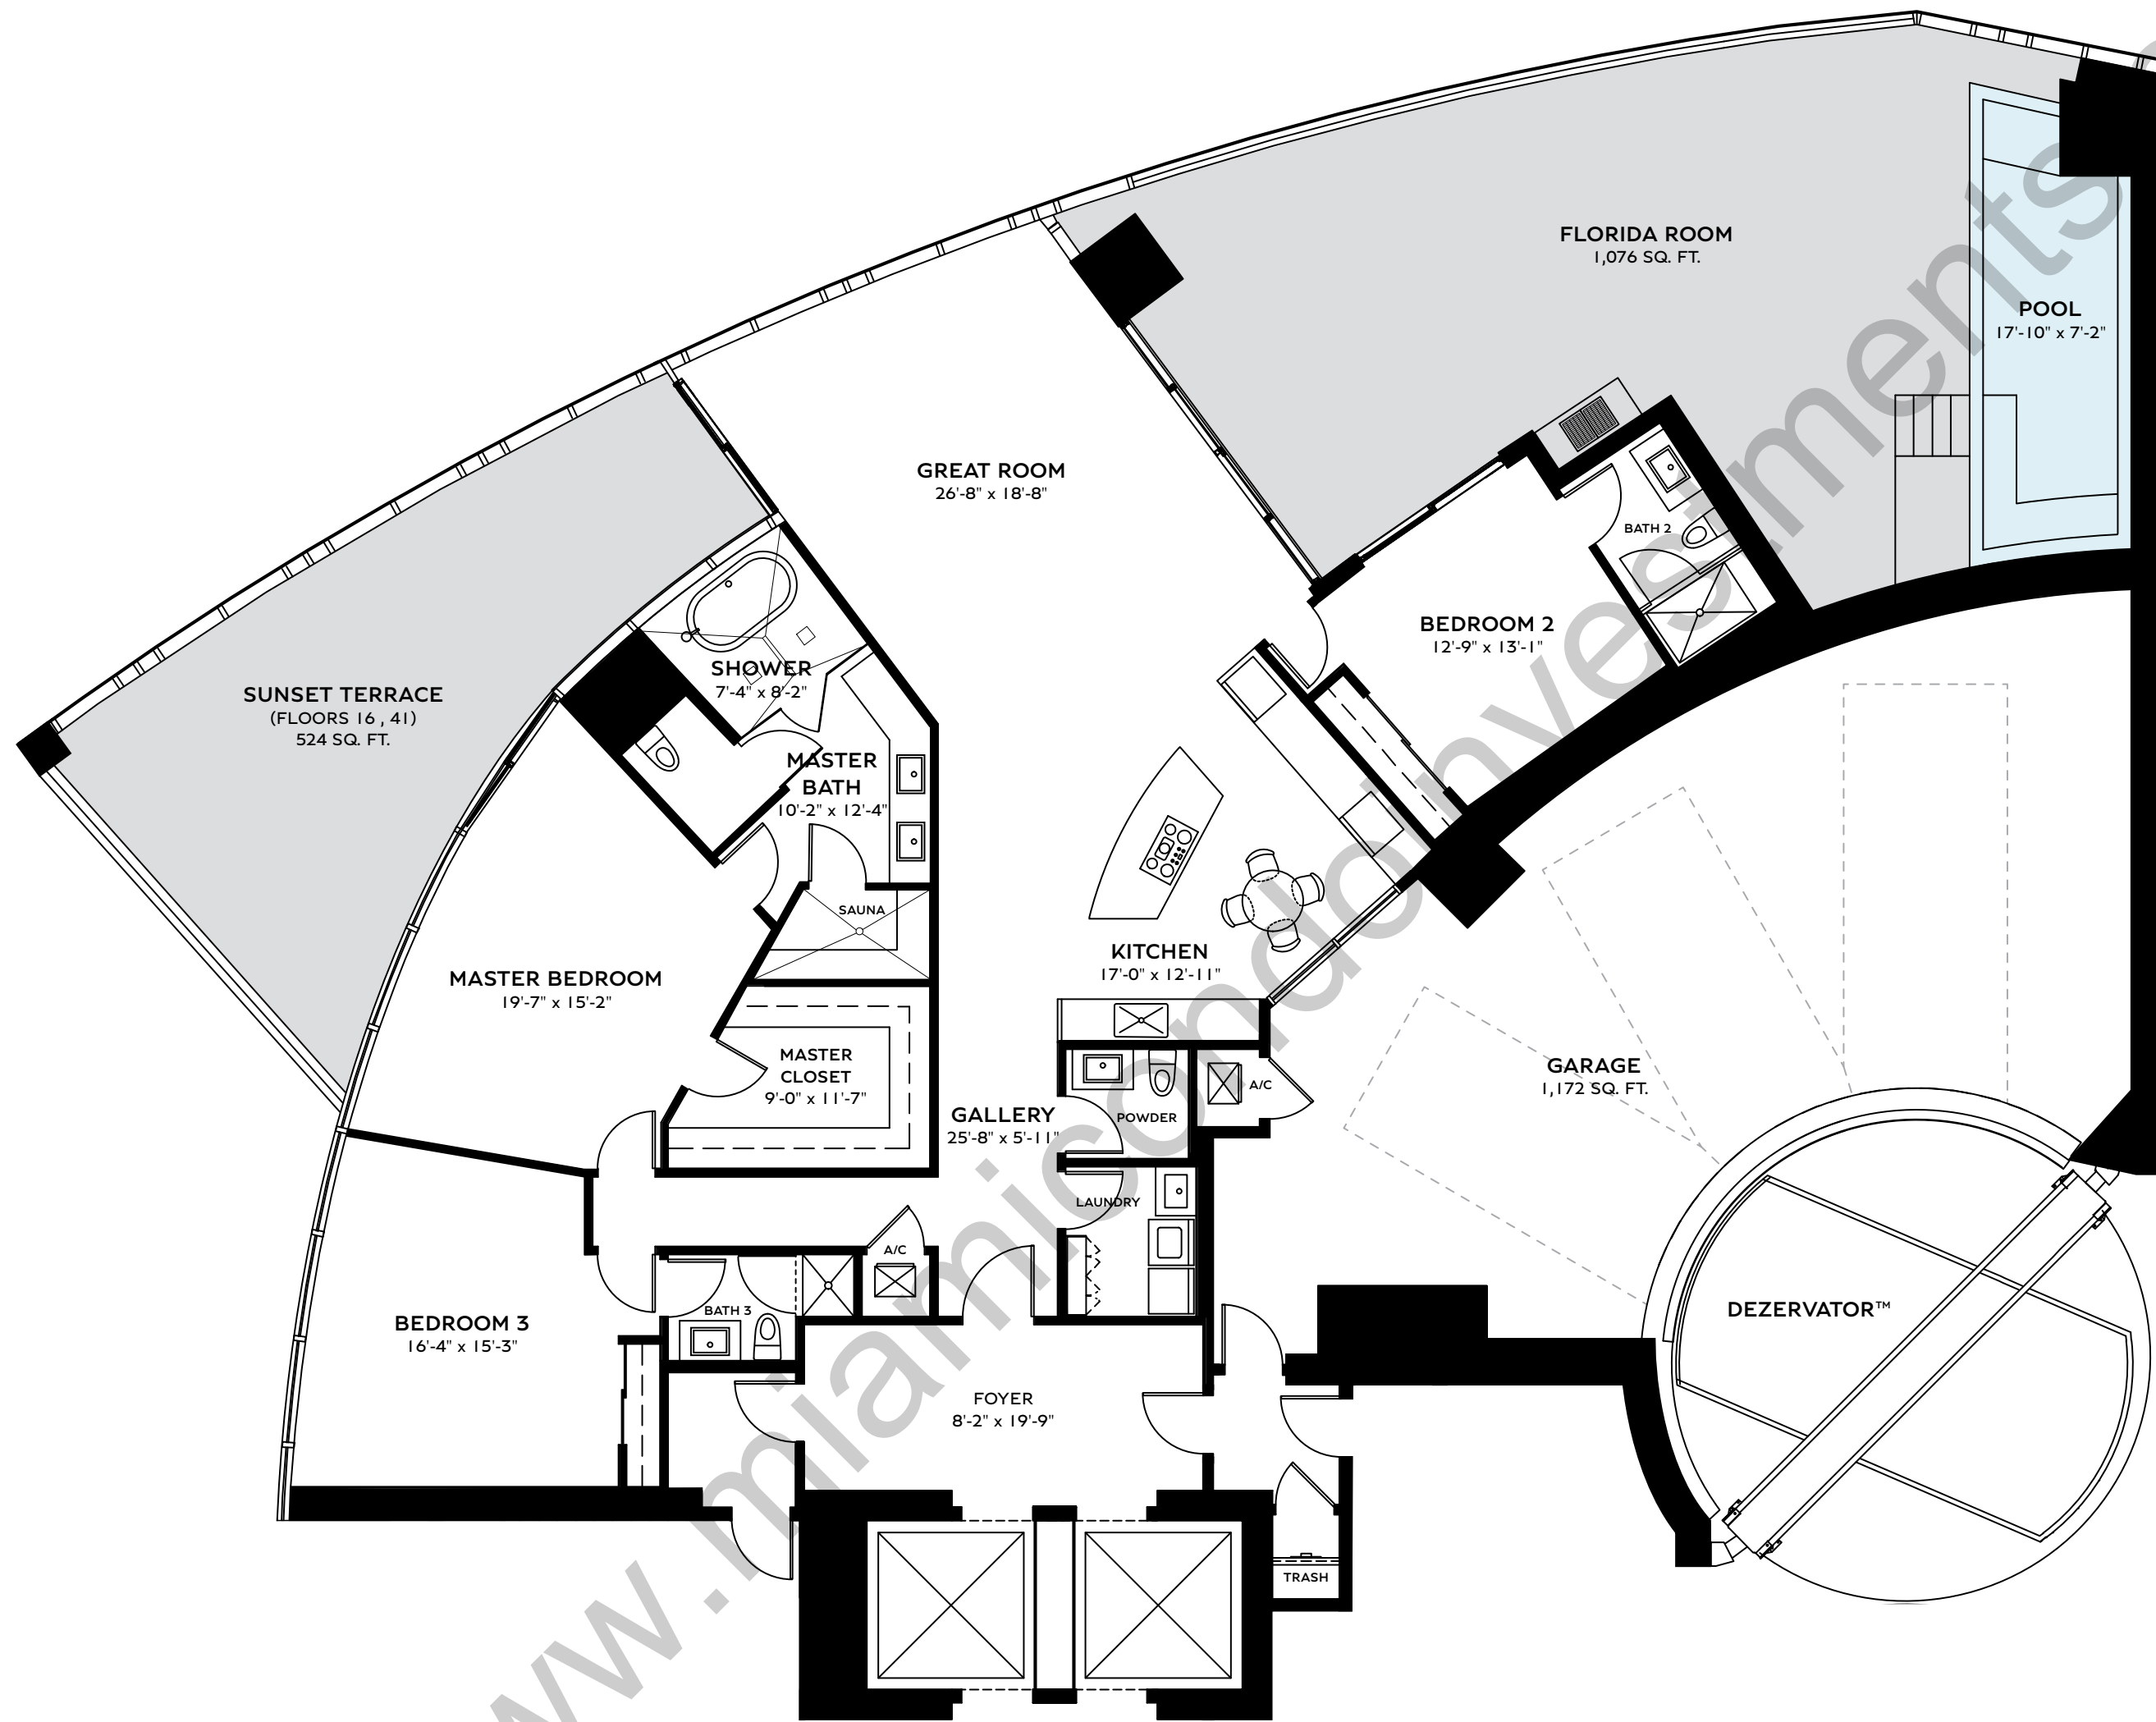 FLORIDA ROOM
1,076 SQ. FT.
POOL
17'-10" x 7'-2"
GREAT ROOM
26'-8" x 18'-8"
BATH 2
BEDROOM 2
12'-9" x 13'-1"
SHOWER
7'-4" x 8'-2"
SUNSET TERRACE
(FLOORS 16 , 41)
524 SQ. FT.
MASTER
BATH
10'-2" x 12'-4"
SAUNA
KITCHEN
17'-0" x 12'-11"
MASTER BEDROOM
19'-7" x 15'-2"
MASTER
CLOSET
9'-0" x 11'-7"
A/C
GARAGE
1,172 SQ. FT.
GALLERY
25'-8" x 5'-11"
POWDER
LAUNDRY
A/C
BATH 3
BEDROOM 3
16'-4" x 15'-3"
DEZERVATOR™
FOYER
8'-2" x 19'-9"
TRASH
ww.miamicondoinvestments.